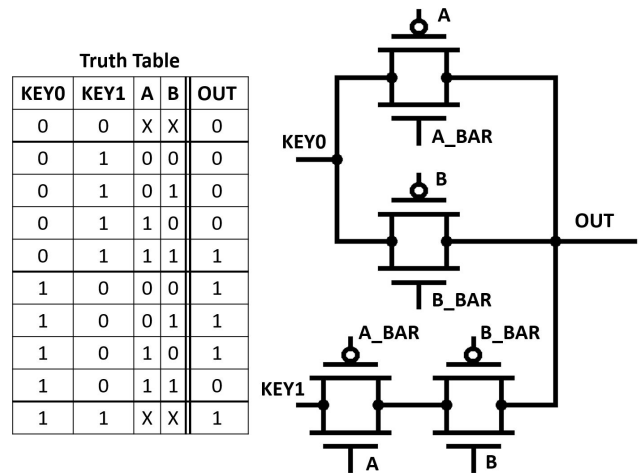 Truth Table
KEY0 KEY1 A B OUT
0 0 X X 0
0 1 0 0 0
0 1 0 1 0
0 1 1 0 0
0 1 1 1 1
1 0 0 0 1
1 0 0 1 1
1 0 1 0 1
1 0 1 1 0
1 1 X X 1
A
A_BAR
KEY0
B
B_BAR
OUT
A_BAR
B_BAR
KEY1
A
B